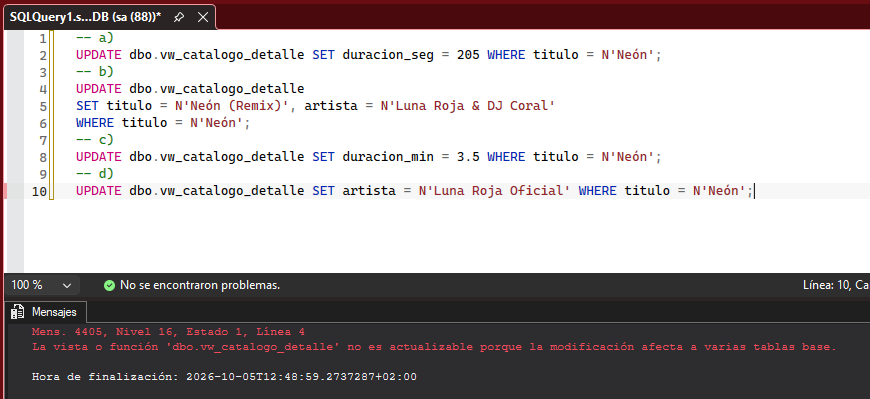 SQLQuery1.s...DB (sa (88))*
1 -- a)
2 UPDATE dbo.vw_catalogo_detalle SET duracion_seg = 205 WHERE titulo = N'Neón';
3 -- b)
4 UPDATE dbo.vw_catalogo_detalle
5 SET titulo = N'Neón (Remix)', artista = N'Luna Roja & DJ Coral'
6 WHERE titulo = N'Neón';
7 -- c)
8 UPDATE dbo.vw_catalogo_detalle SET duracion_min = 3.5 WHERE titulo = N'Neón';
9 -- d)
10 UPDATE dbo.vw_catalogo_detalle SET artista = N'Luna Roja Oficial' WHERE titulo = N'Neón';
100 % No se encontraron problemas. Línea: 10, Ca
Mensajes
Mens. 4405, Nivel 16, Estado 1, Línea 4
La vista o función 'dbo.vw_catalogo_detalle' no es actualizable porque la modificación afecta a varias tablas base.
Hora de finalización: 2026-10-05T12:48:59.2737287+02:00